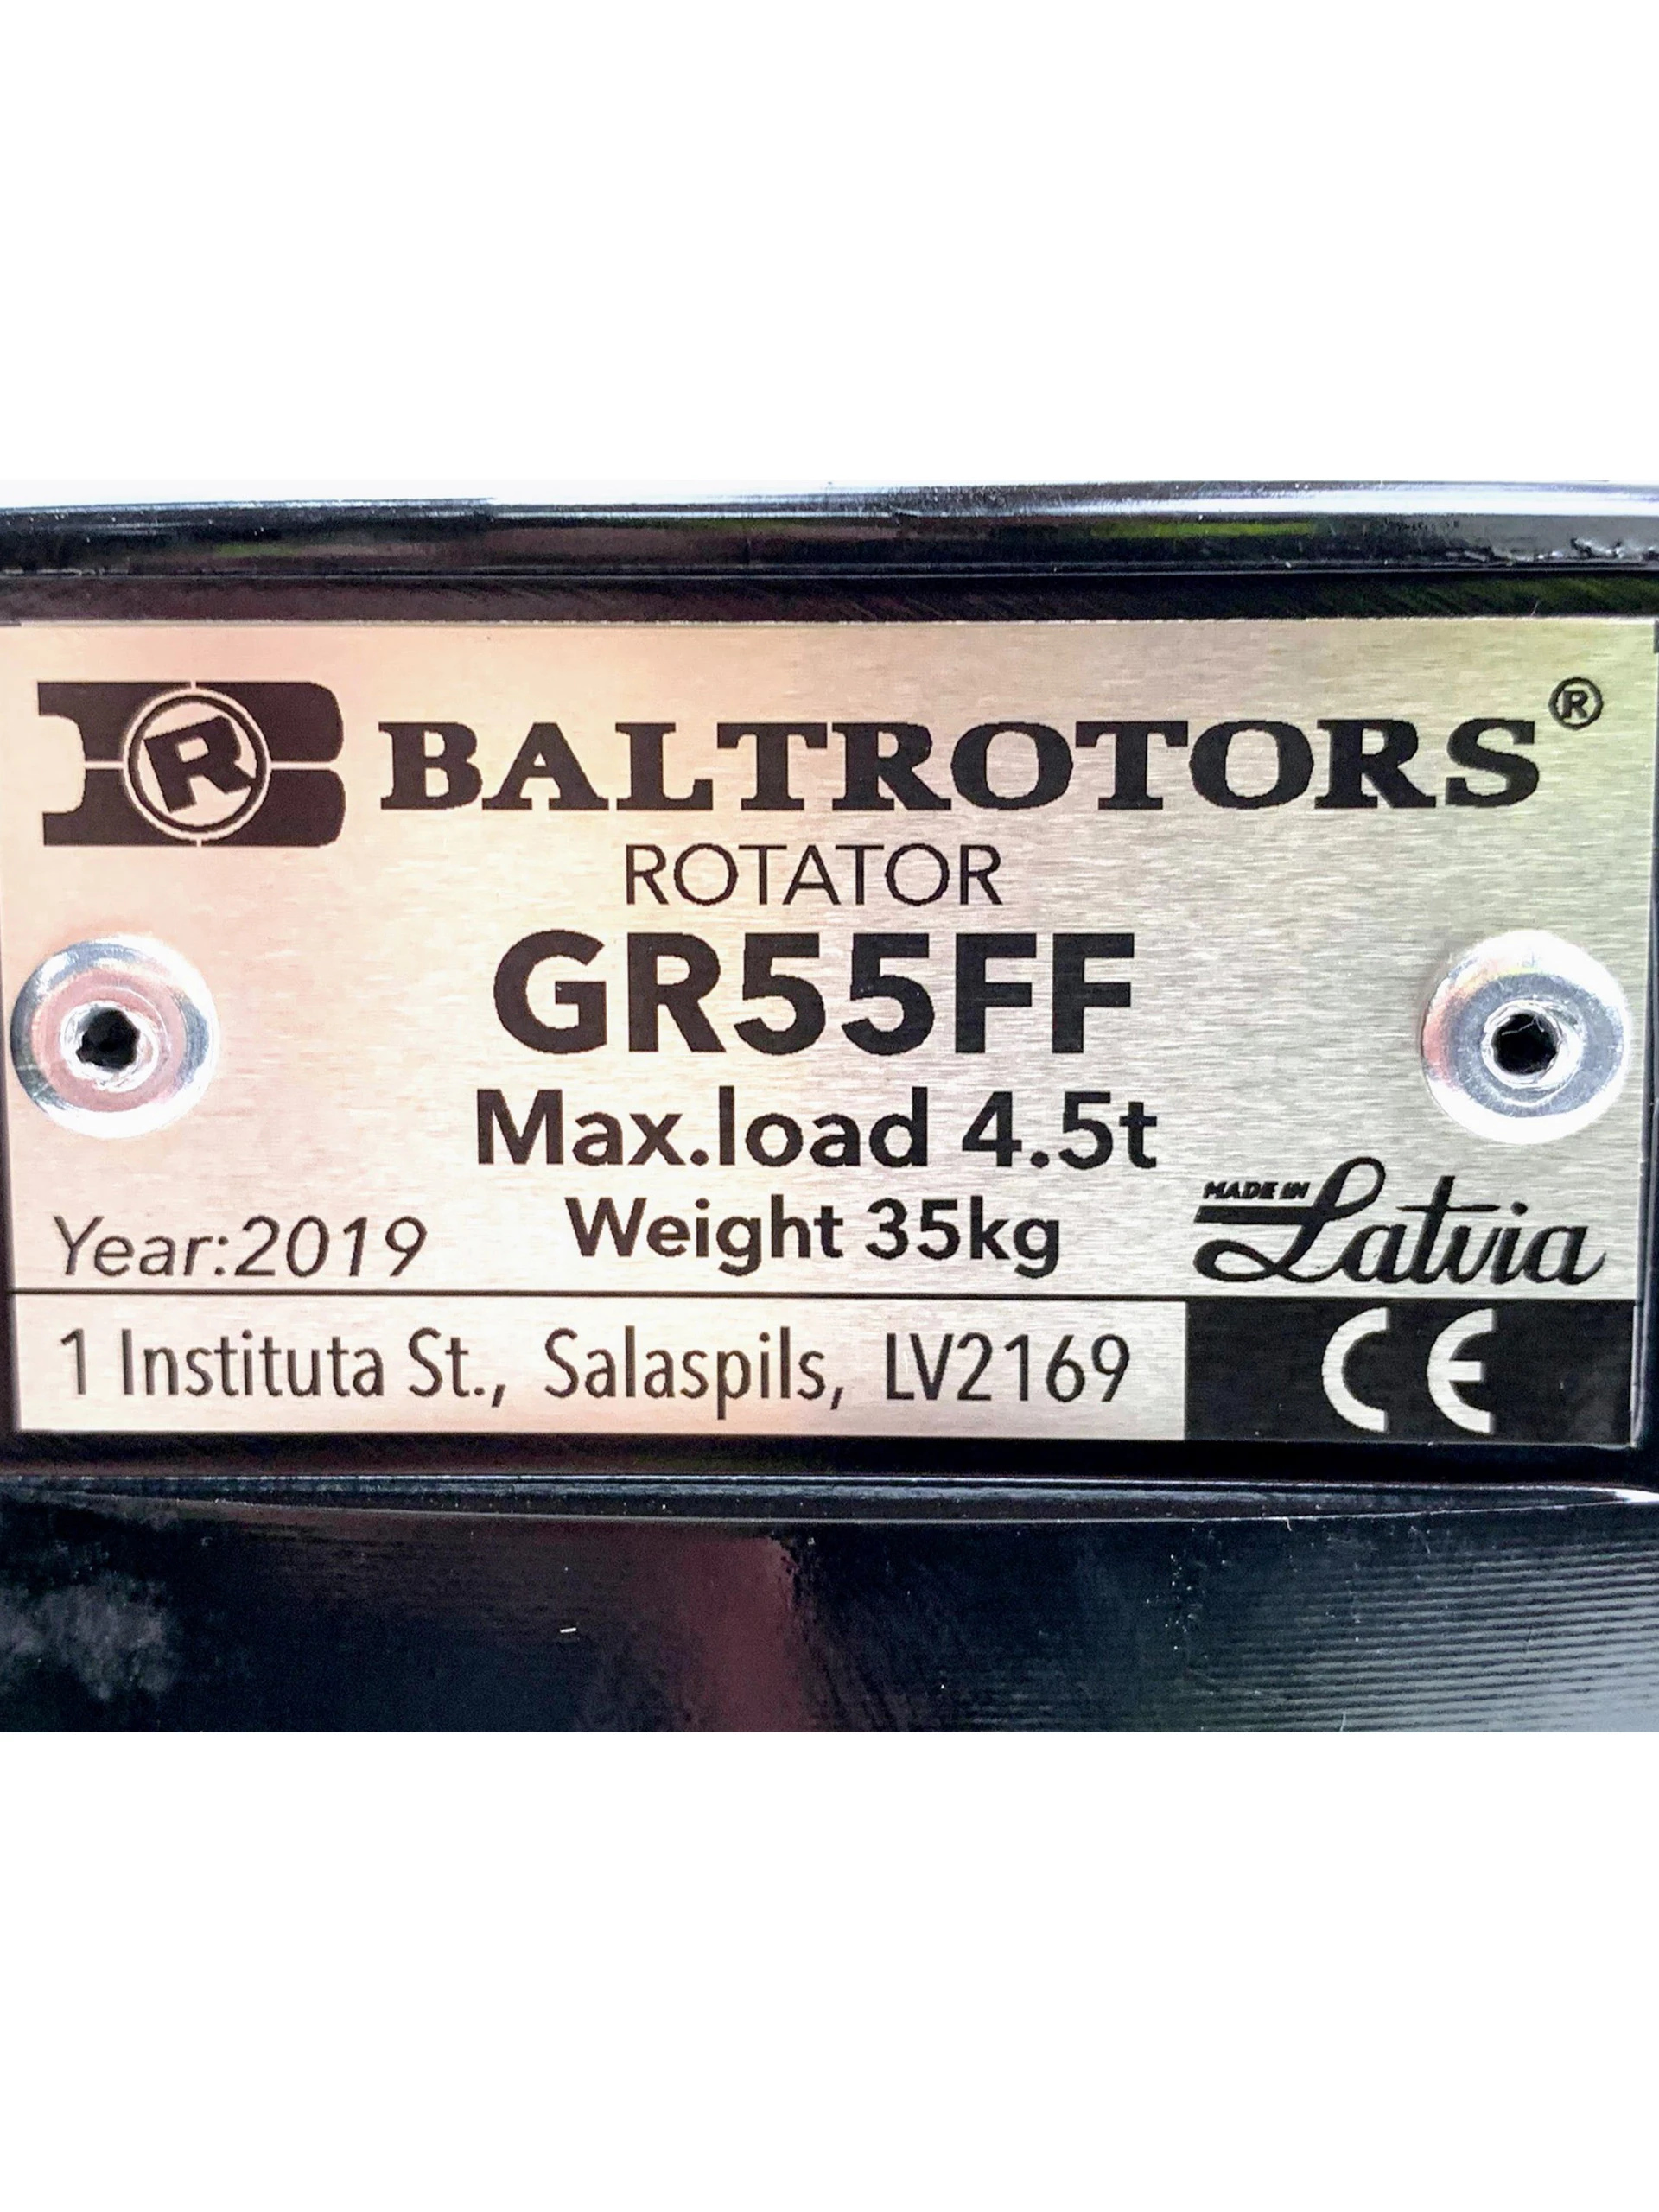 R BALTROTORS®
ROTATOR
GR55FF
Max.load 4.5t
Year:2019 Weight 35kg MADE IN Latvia
1 Instituta St., Salaspils, LV2169 CE